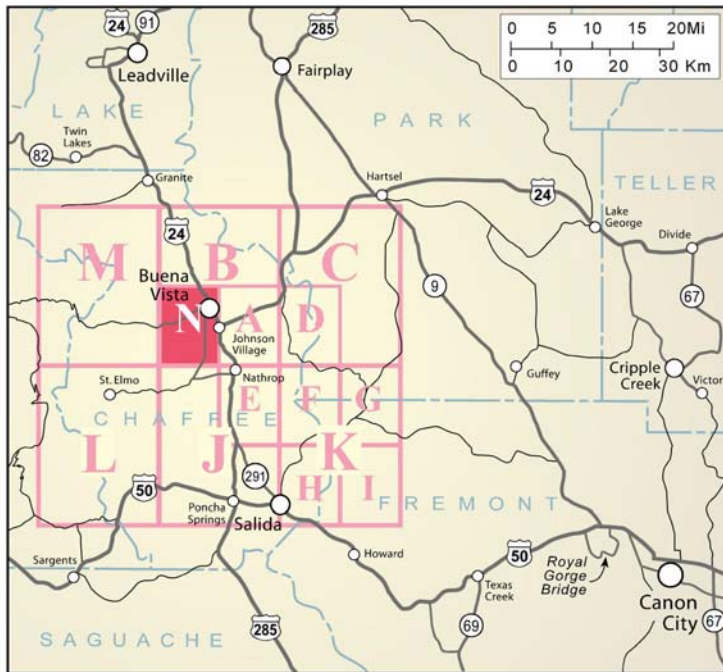 24
91
Leadville
285
Fairplay
0 5 10 15 20Mi
0 10 20 30 Km
LAKE
PARK
Twin
Lakes
82
Granite
Hartsel
24
TELLER
Lake
George
Divide
24
M
B
C
Buena
Vista
N
A
D
Johnson
Village
9
67
St. Elmo
Nathrop
Guffey
Cripple
Creek
Victor
CHAFFEE
E
F
G
L
J
K
291
H
I
50
Poncha
Springs
Salida
FREMONT
Sargents
Howard
50
Royal
Gorge
Bridge
Texas
Creek
Canon
City
SAGUACHE
285
69
67